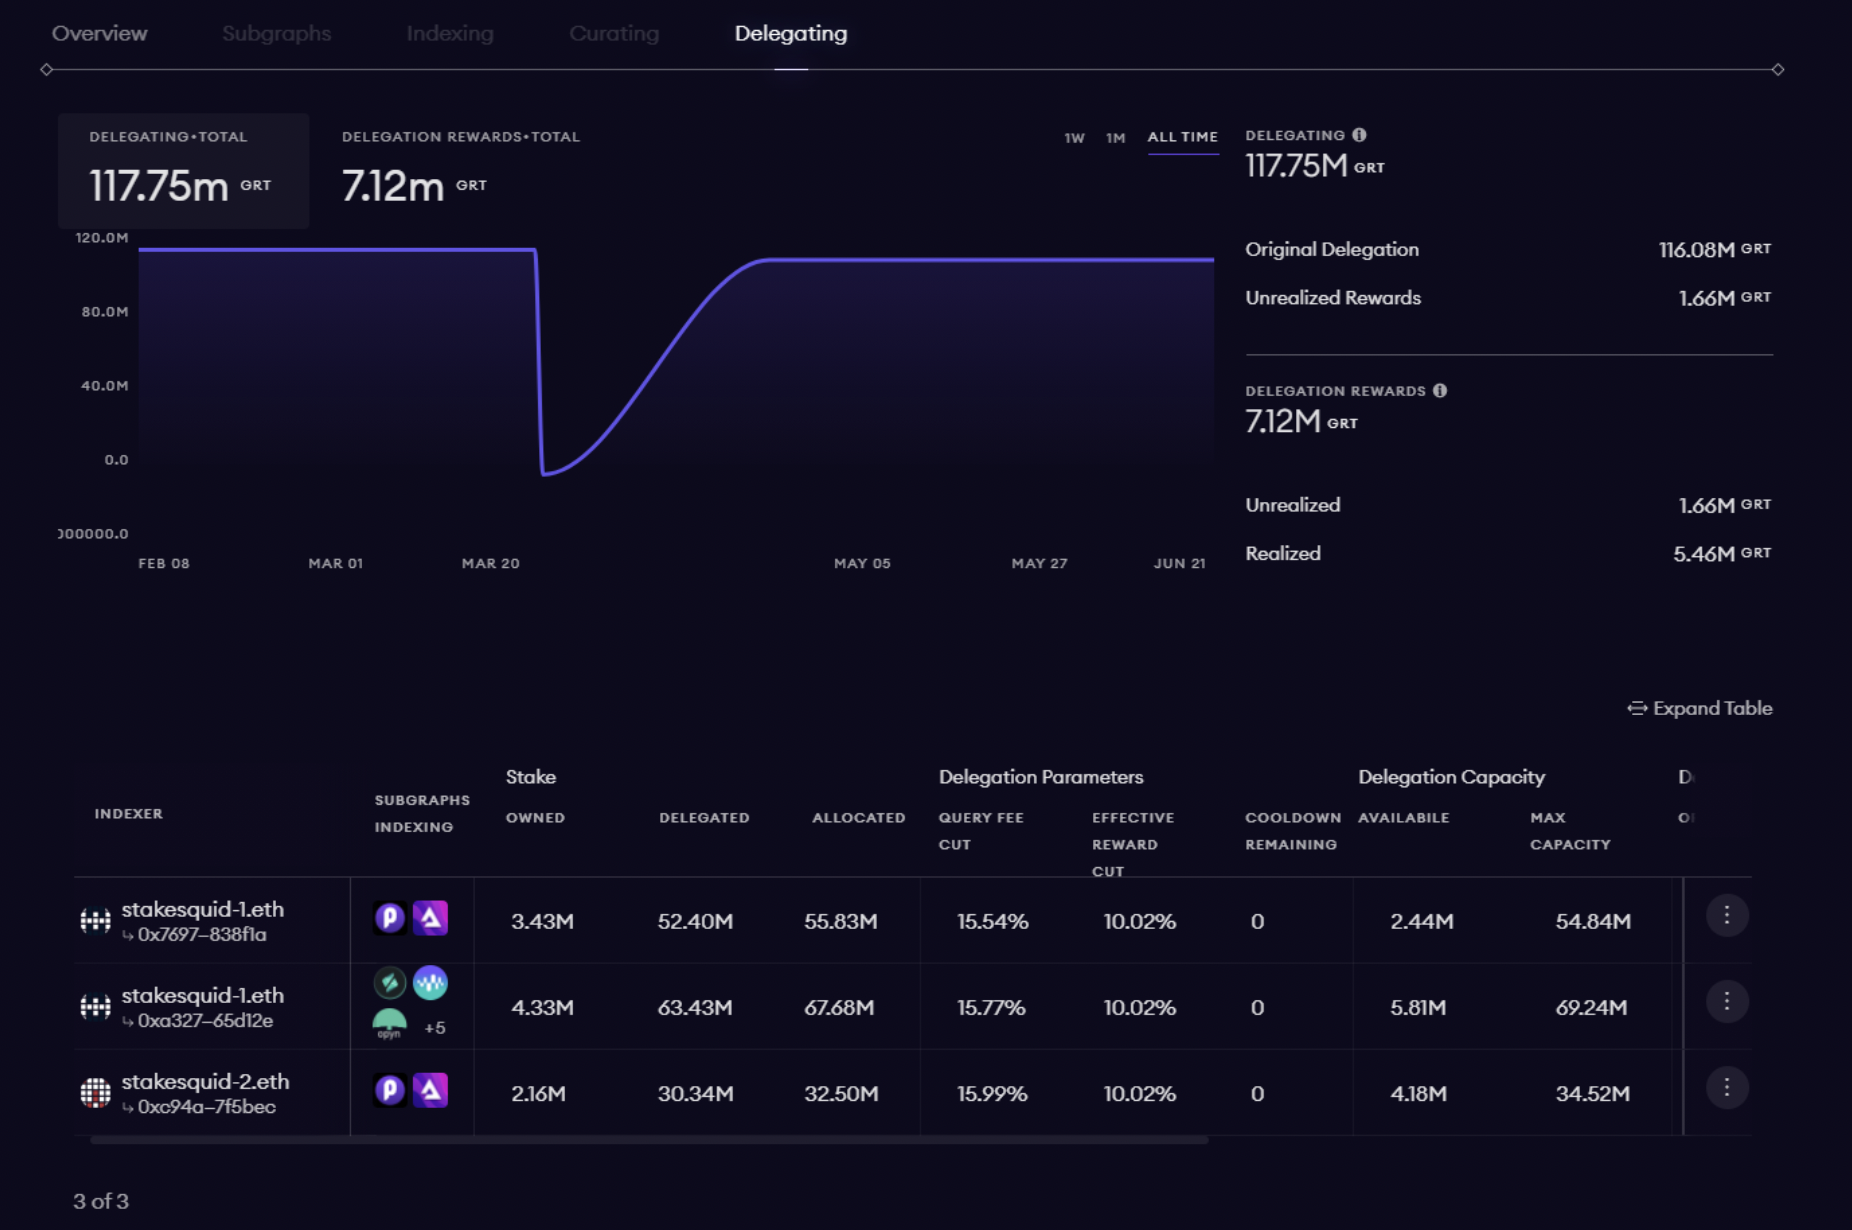 Overview Subgraphs Indexing Curating Delegating
DELEGATING•TOTAL
117.75m GRT
DELEGATION REWARDS•TOTAL
7.12m GRT
1W 1M ALL TIME
120.0M
80.0M
40.0M
0.0
000000.0
FEB 08 MAR 01 MAR 20 MAY 05 MAY 27 JUN 21
DELEGATING
117.75M GRT
Original Delegation 116.08M GRT
Unrealized Rewards 1.66M GRT
DELEGATION REWARDS
7.12M GRT
Unrealized 1.66M GRT
Realized 5.46M GRT
Expand Table
Stake Delegation Parameters Delegation Capacity D
INDEXER
SUBGRAPHS
INDEXING
OWNED DELEGATED ALLOCATED
QUERY FEE
CUT
EFFECTIVE
REWARD
CUT
COOLDOWN
REMAINING
AVAILABILE
MAX
CAPACITY
stakesquid-1.eth 3.43M 52.40M 55.83M 15.54% 10.02% 0 2.44M 54.84M
0x7697—838f1a
stakesquid-1.eth opyn +5 4.33M 63.43M 67.68M 15.77% 10.02% 0 5.81M 69.24M
0xa327—65d12e
stakesquid-2.eth 2.16M 30.34M 32.50M 15.99% 10.02% 0 4.18M 34.52M
0xc94a—7f5bec
3 of 3